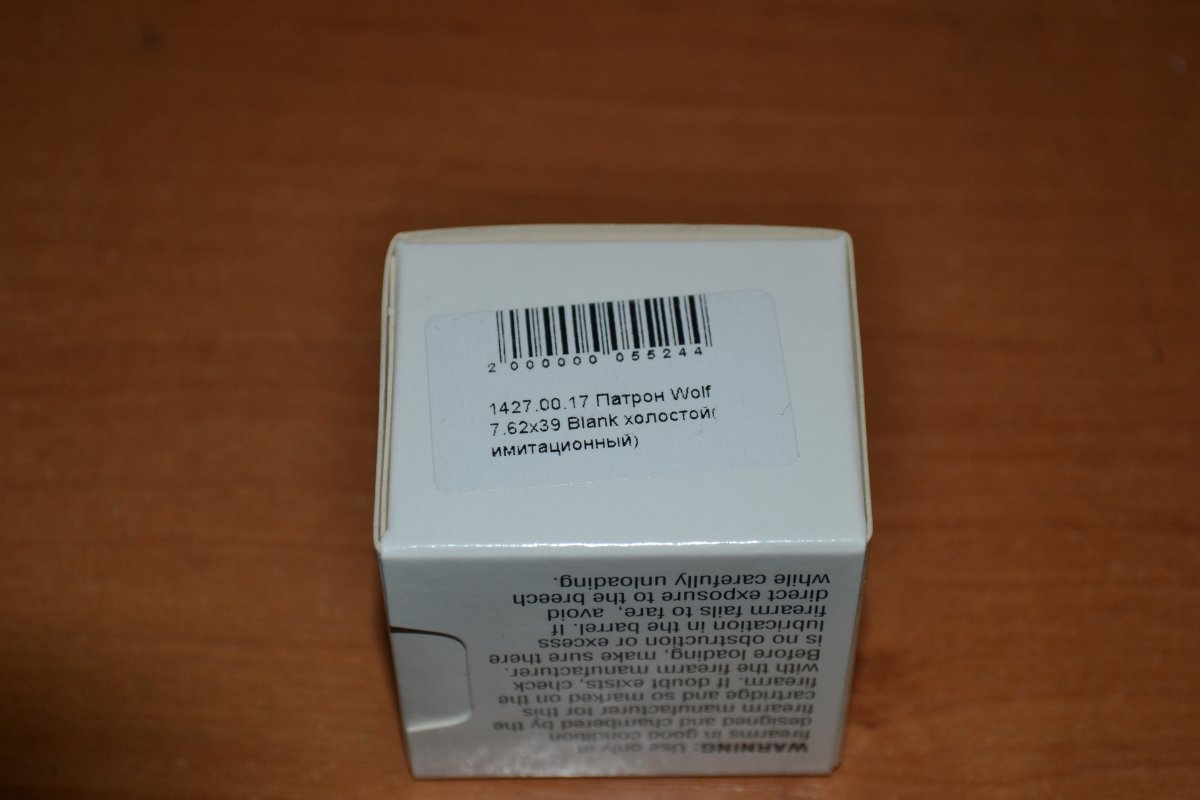 2 000000 055244
1427.00.17 Патрон Wolf
7.62x39 Blank холостой(
имитационный)
WARNING: Use only in
firearms in good condition
designed and chambered by the
firearm manufacturer for this
cartridge and so marked on the
firearm. If doubt exists, check
with the firearm manufacturer.
Before loading, make sure there
is no obstruction or excess
lubrication in the barrel. If
firearm fails to fare, avoid
direct exposure to the breech
while carefully unloading.